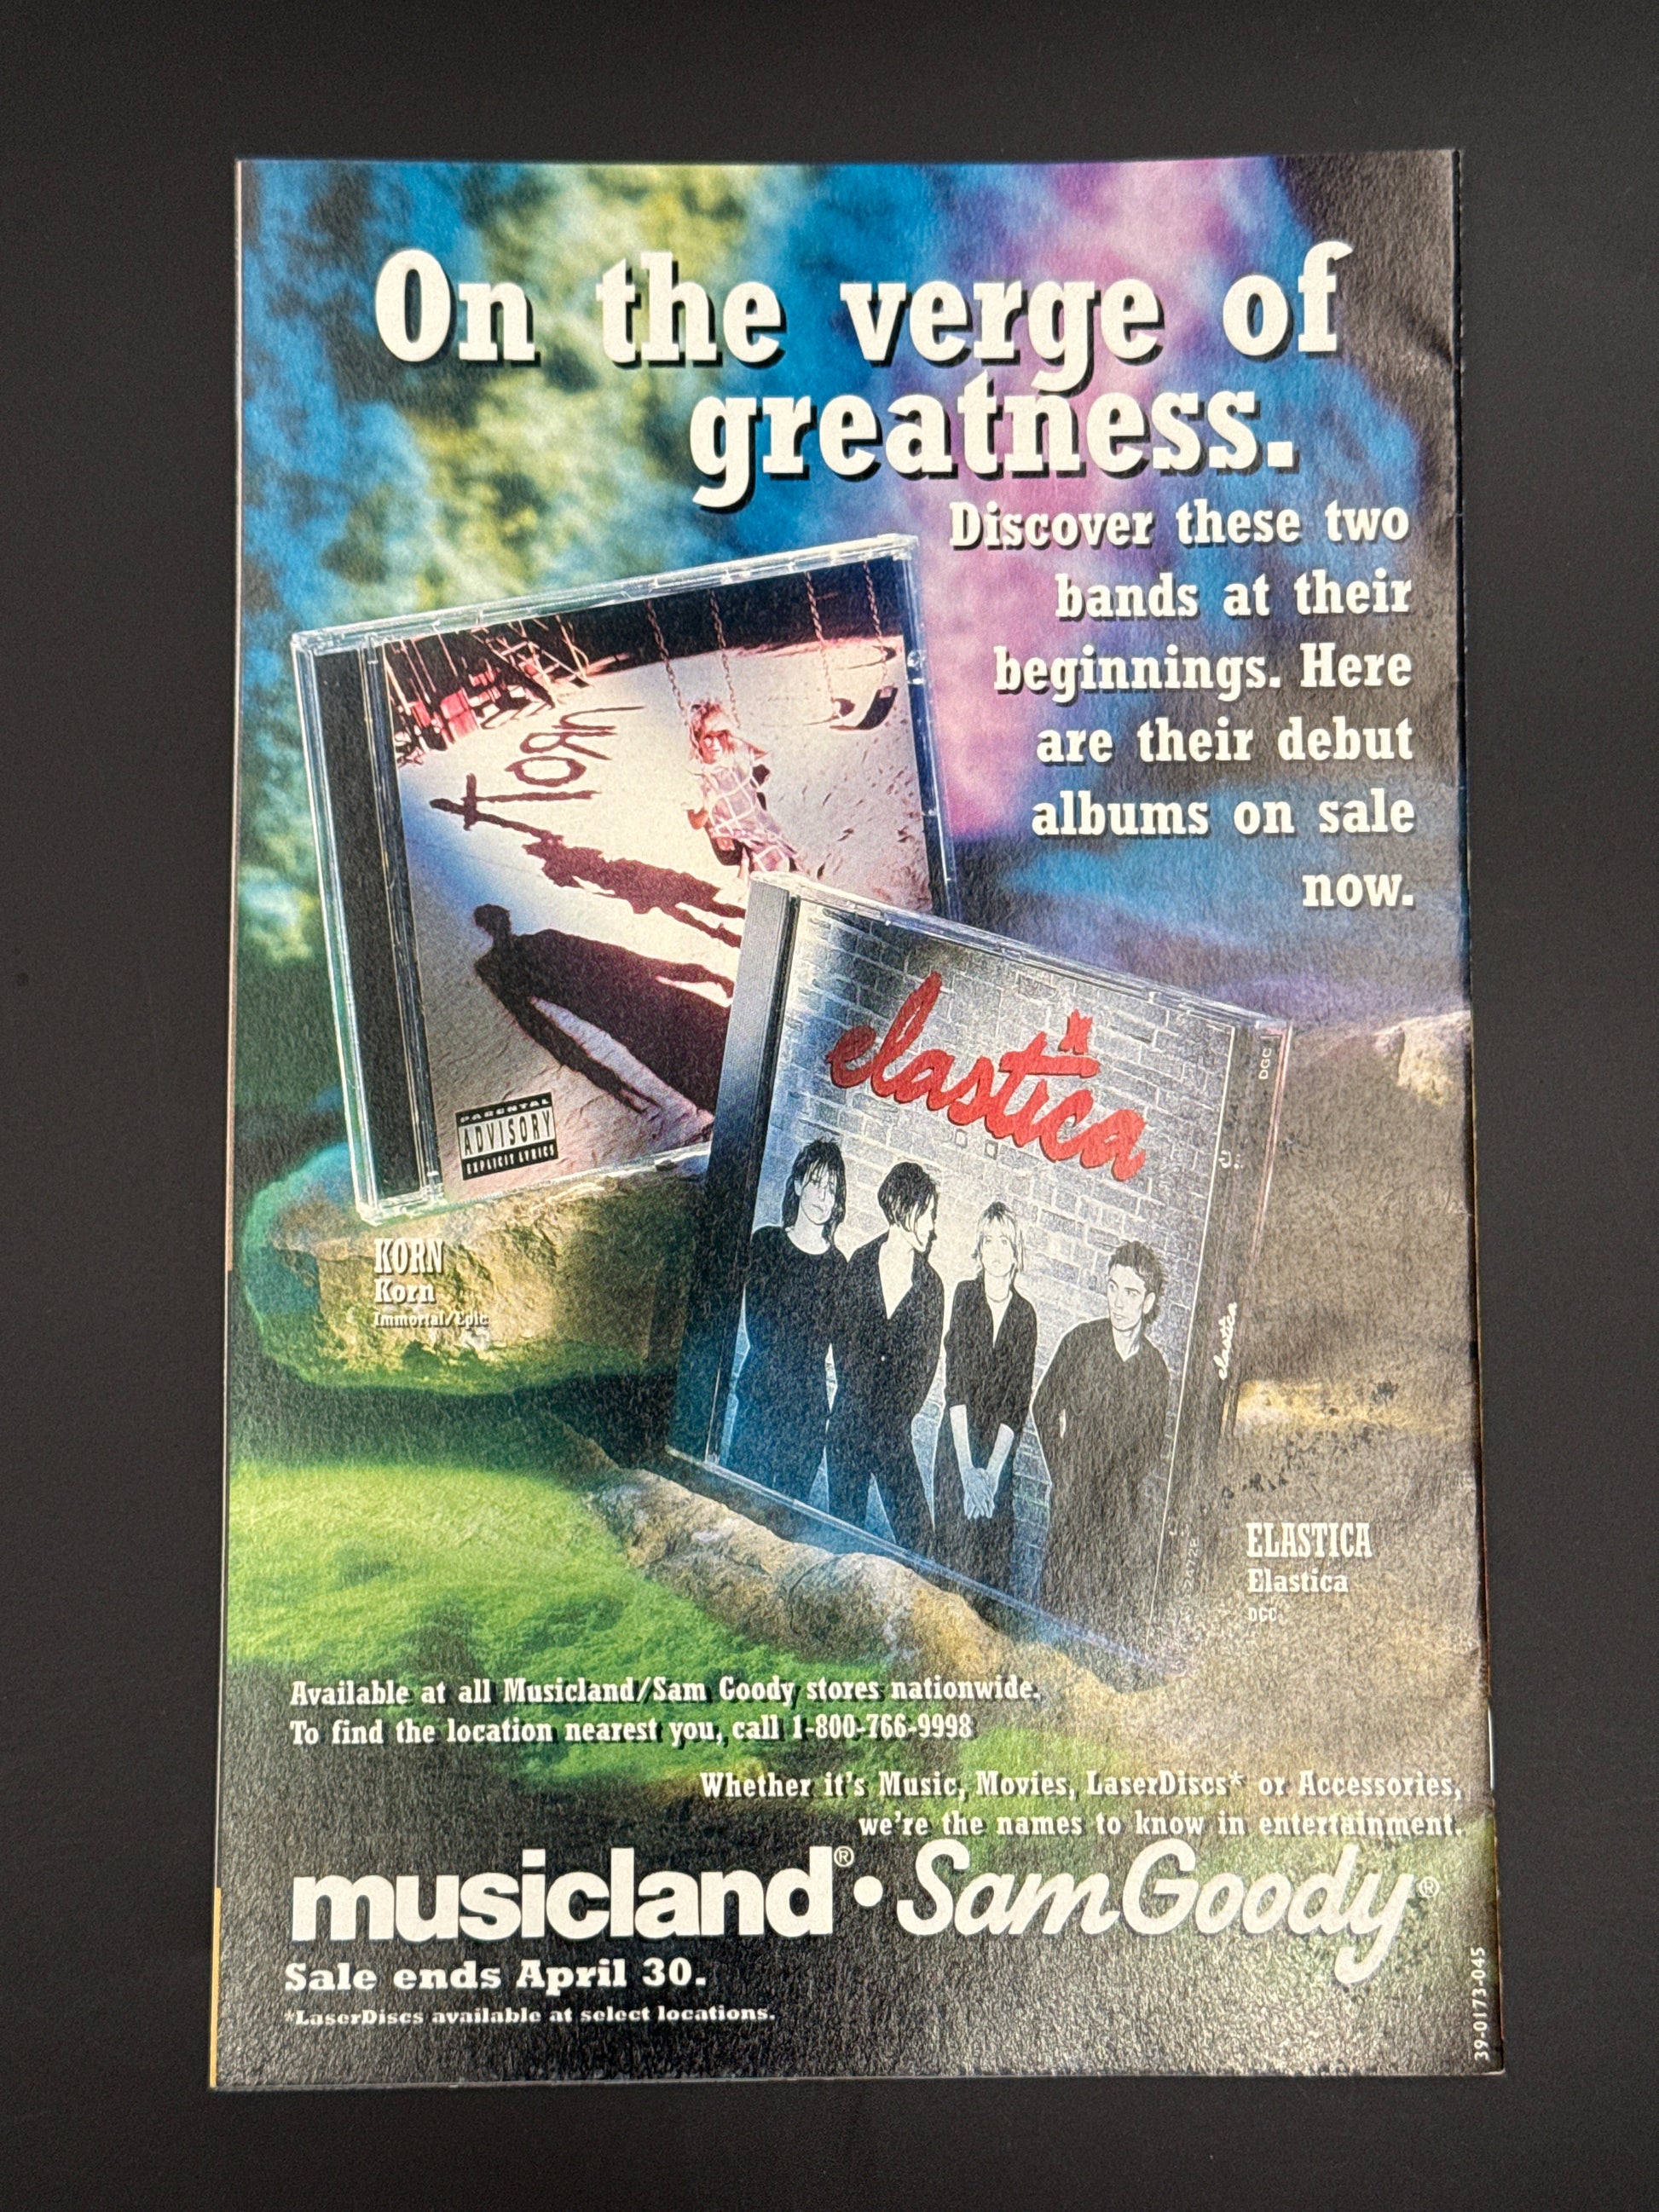 On the verge of
greatness.
Discover these two
bands at their
beginnings. Here
are their debut
albums on sale
now.
KoRn
PARENTAL
ADVISORY
EXPLICIT LYRICS
elastica
DGC
elastica
KORN
Korn
Immortal/Epic
ELASTICA
Elastica
DGC
Available at all Musicland/Sam Goody stores nationwide.
To find the location nearest you, call 1-800-766-9998
Whether it's Music, Movies, LaserDiscs* or Accessories,
we're the names to know in entertainment.
musicland® • Sam Goody®
Sale ends April 30.
*LaserDiscs available at select locations.
39-0173-045